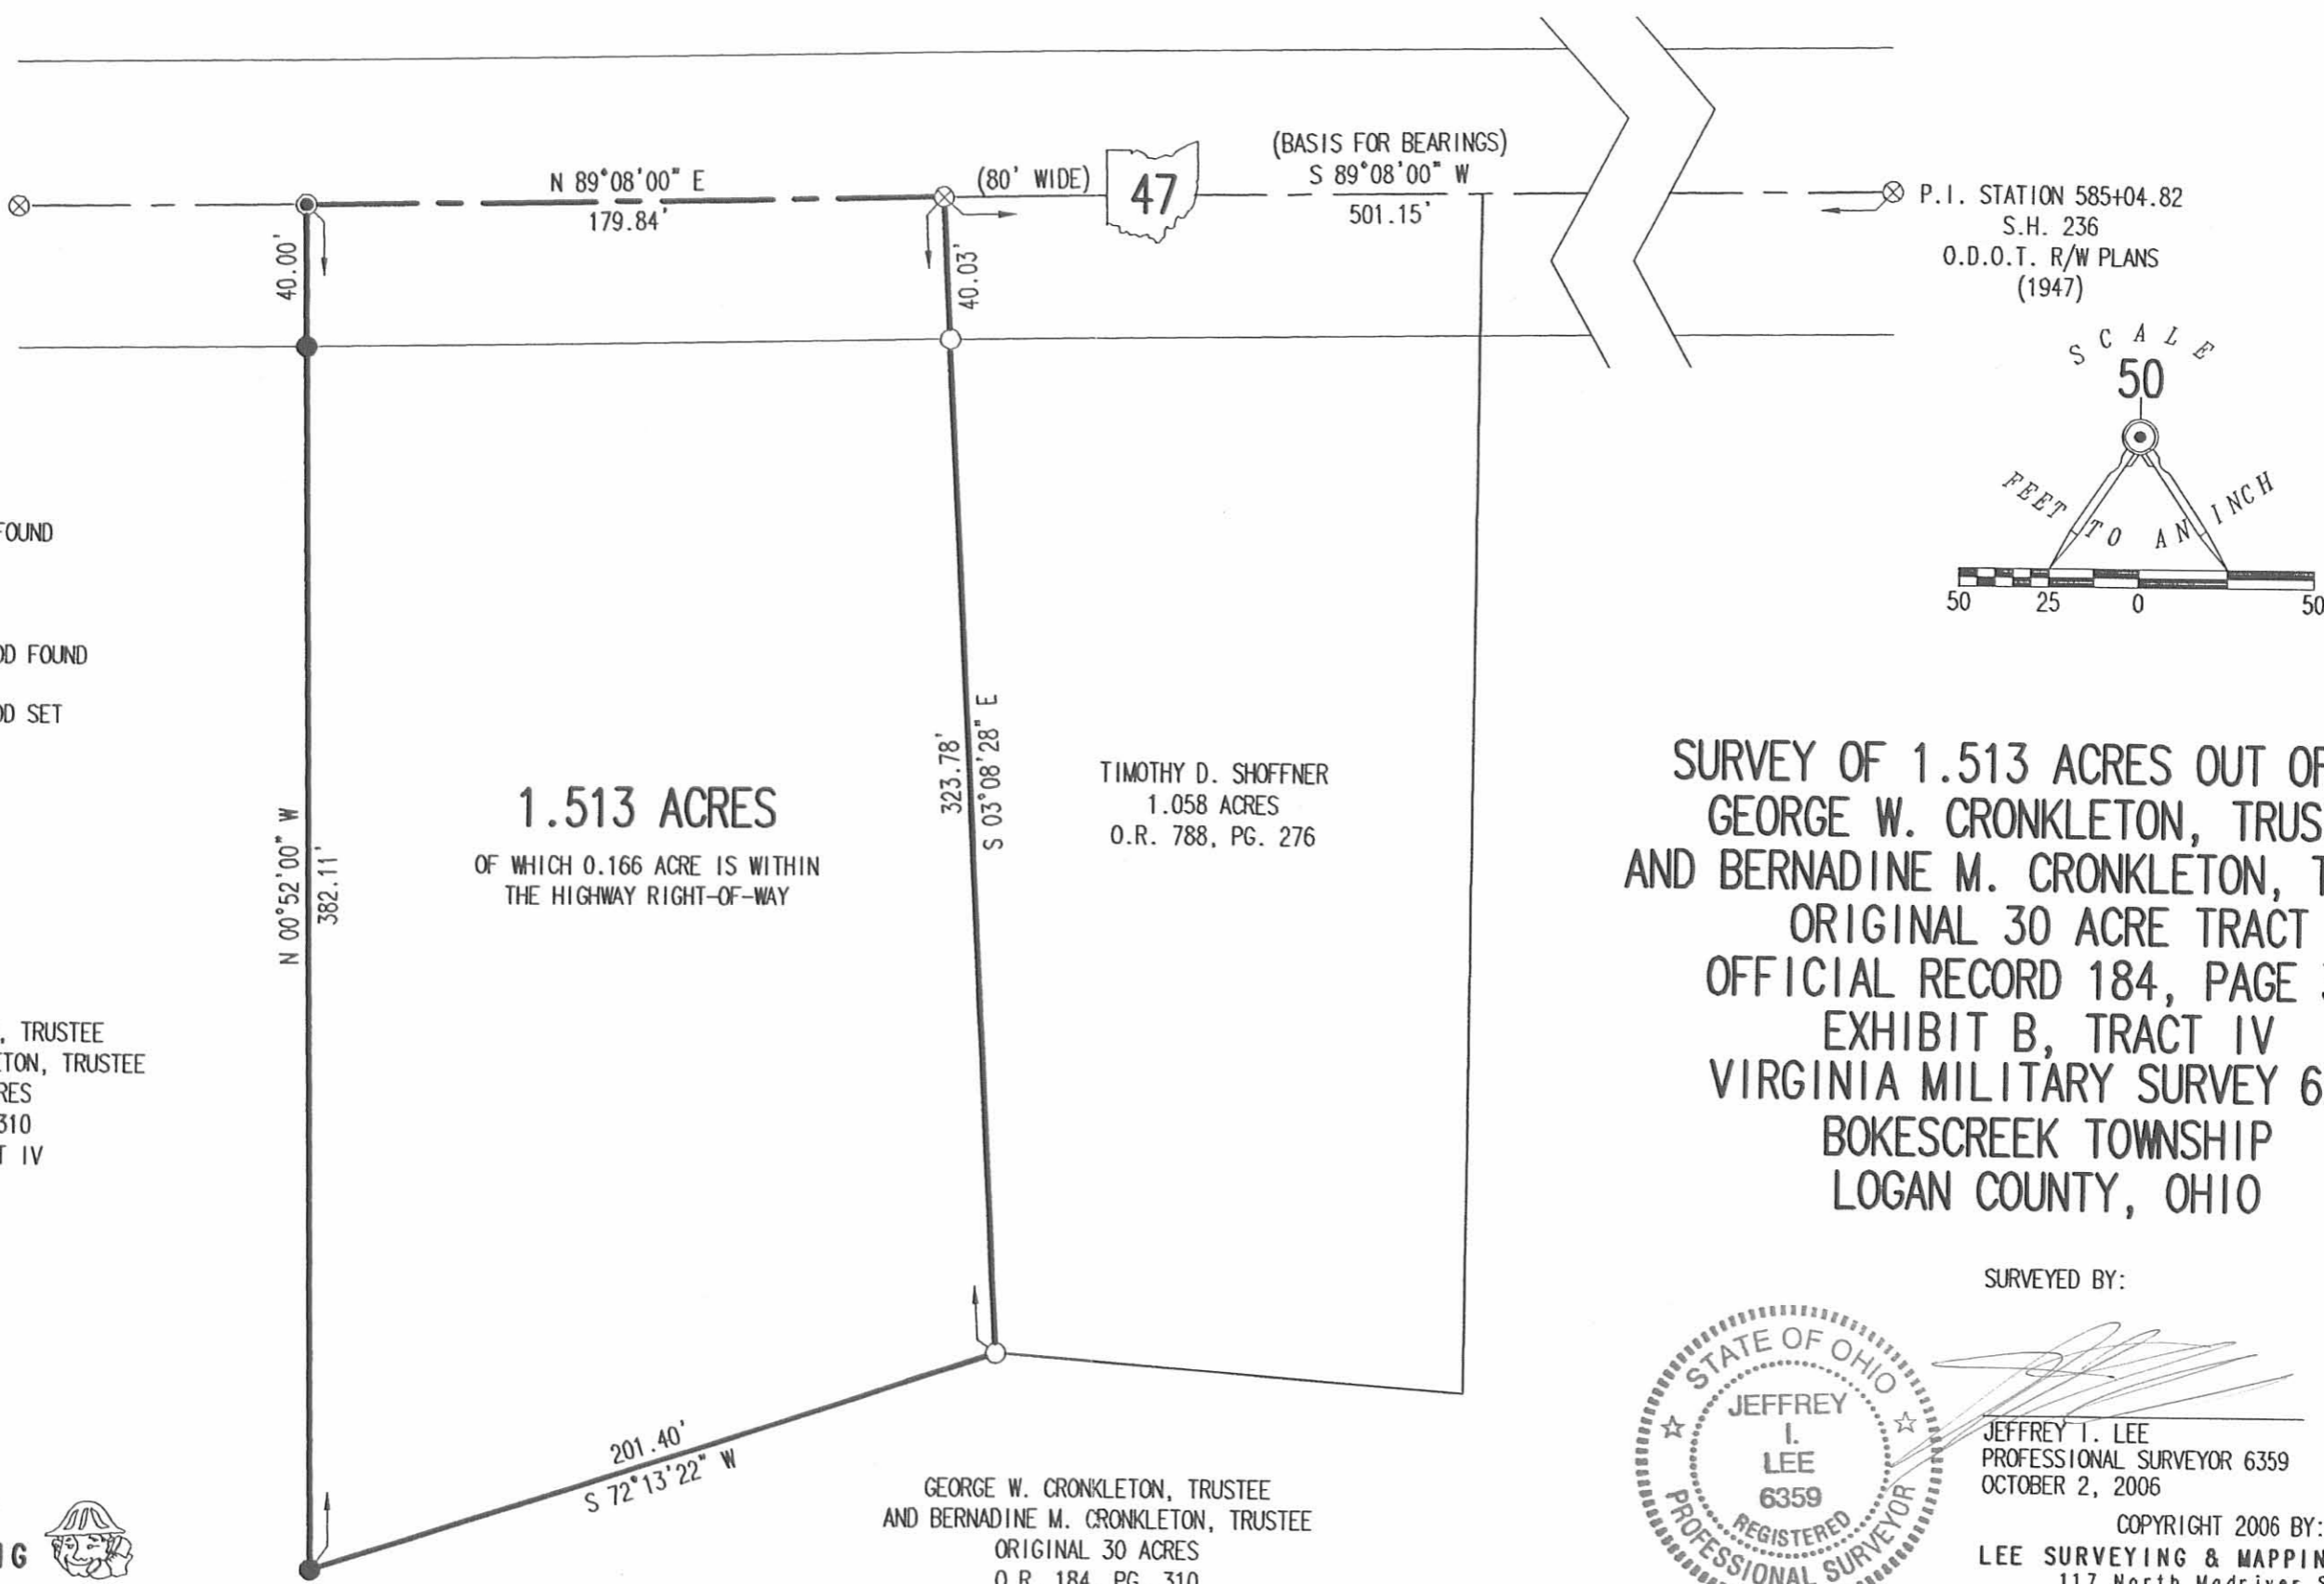 N 89°08'00" E
179.84'
(80' WIDE)
47
(BASIS FOR BEARINGS)
S 89°08'00" W
501.15'
P.I. STATION 585+04.82
S.H. 236
O.D.O.T. R/W PLANS
(1947)
40.00'
40.03'
SCALE
50
FEET TO AN INCH
50 25 0 50
FOUND
FOUND
SET
323.78'
S 03°08'28" E
N 00°52'00" W
382.11'
1.513 ACRES
OF WHICH 0.166 ACRE IS WITHIN
THE HIGHWAY RIGHT-OF-WAY
TIMOTHY D. SHOFFNER
1.058 ACRES
O.R. 788, PG. 276
, TRUSTEE
TRUSTEE
310
IV
SURVEY OF 1.513 ACRES OUT OF
GEORGE W. CRONKLETON,
AND BERNADINE M. CRONKLETON,
ORIGINAL 30 ACRE TRACT
OFFICIAL RECORD 184, PAGE
EXHIBIT B, TRACT IV
VIRGINIA MILITARY SURVEY
BOKESCREEK TOWNSHIP
LOGAN COUNTY, OHIO
201.40'
S 72°13'22" W
GEORGE W. CRONKLETON, TRUSTEE
AND BERNADINE M. CRONKLETON, TRUSTEE
ORIGINAL 30 ACRES
O.R. 184, PG. 310
SURVEYED BY:
STATE OF OHIO
JEFFREY
I.
LEE
6359
REGISTERED
PROFESSIONAL SURVEYOR
JEFFREY I. LEE
PROFESSIONAL SURVEYOR 6359
OCTOBER 2, 2006
COPYRIGHT 2006 BY:
LEE SURVEYING & MAPPIN
117 North Madriver